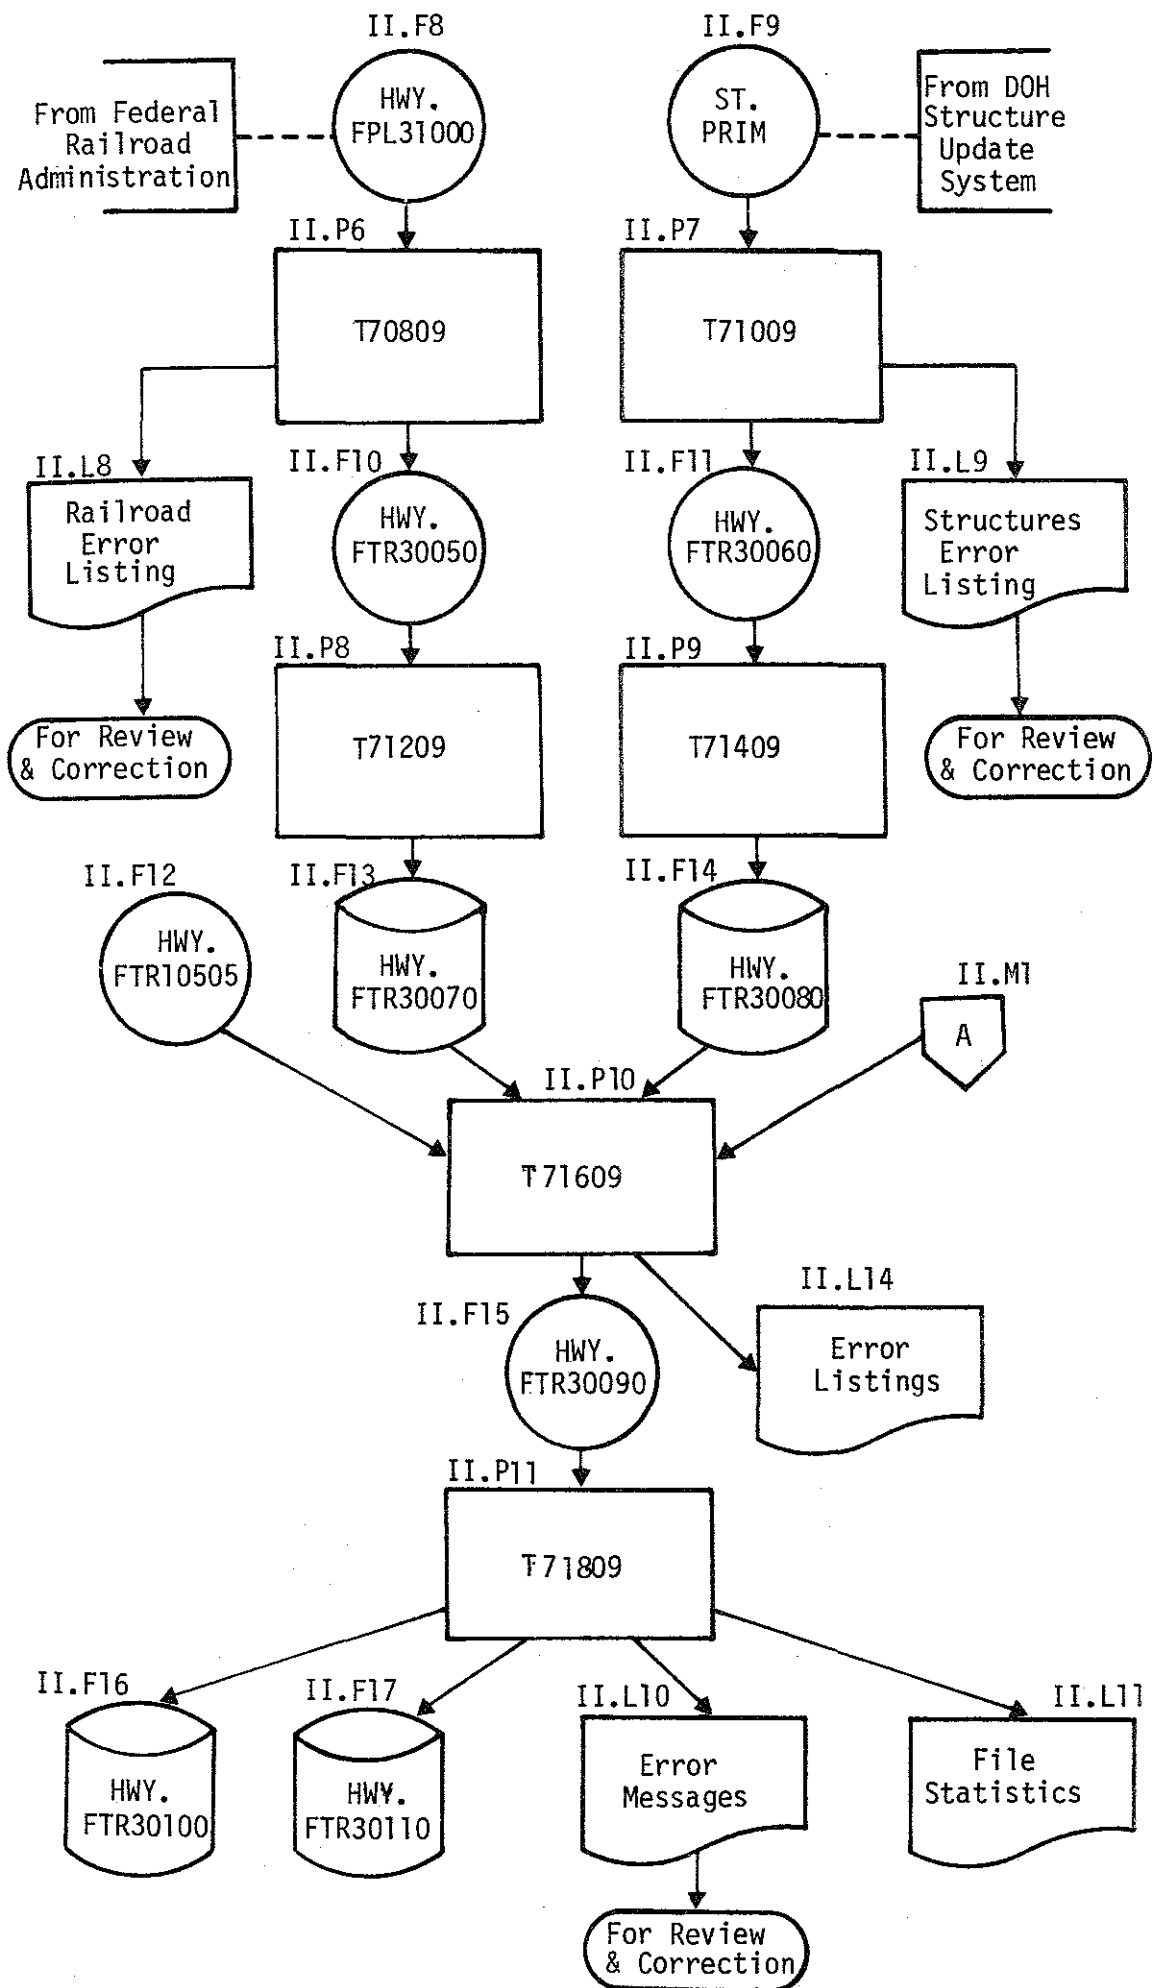 II.F8
II.F9
From Federal
Railroad
Administration
HWY.
FPL31000
ST.
PRIM
From DOH
Structure
Update
System
II.P6
II.P7
T70809
T71009
II.L8
II.F10
II.F11
II.L9
Railroad
Error
Listing
HWY.
FTR30050
HWY.
FTR30060
Structures
Error
Listing
II.P8
II.P9
For Review
& Correction
T71209
T71409
For Review
& Correction
II.F12
II.F13
II.F14
HWY.
FTR10505
HWY.
FTR30070
HWY.
FTR30080
II.M1
A
II.P10
T71609
II.L14
II.F15
HWY.
FTR30090
Error
Listings
II.P11
T71809
II.F16
II.F17
II.L10
II.L11
HWY.
FTR30100
HWY.
FTR30110
Error
Messages
File
Statistics
For Review
& Correction